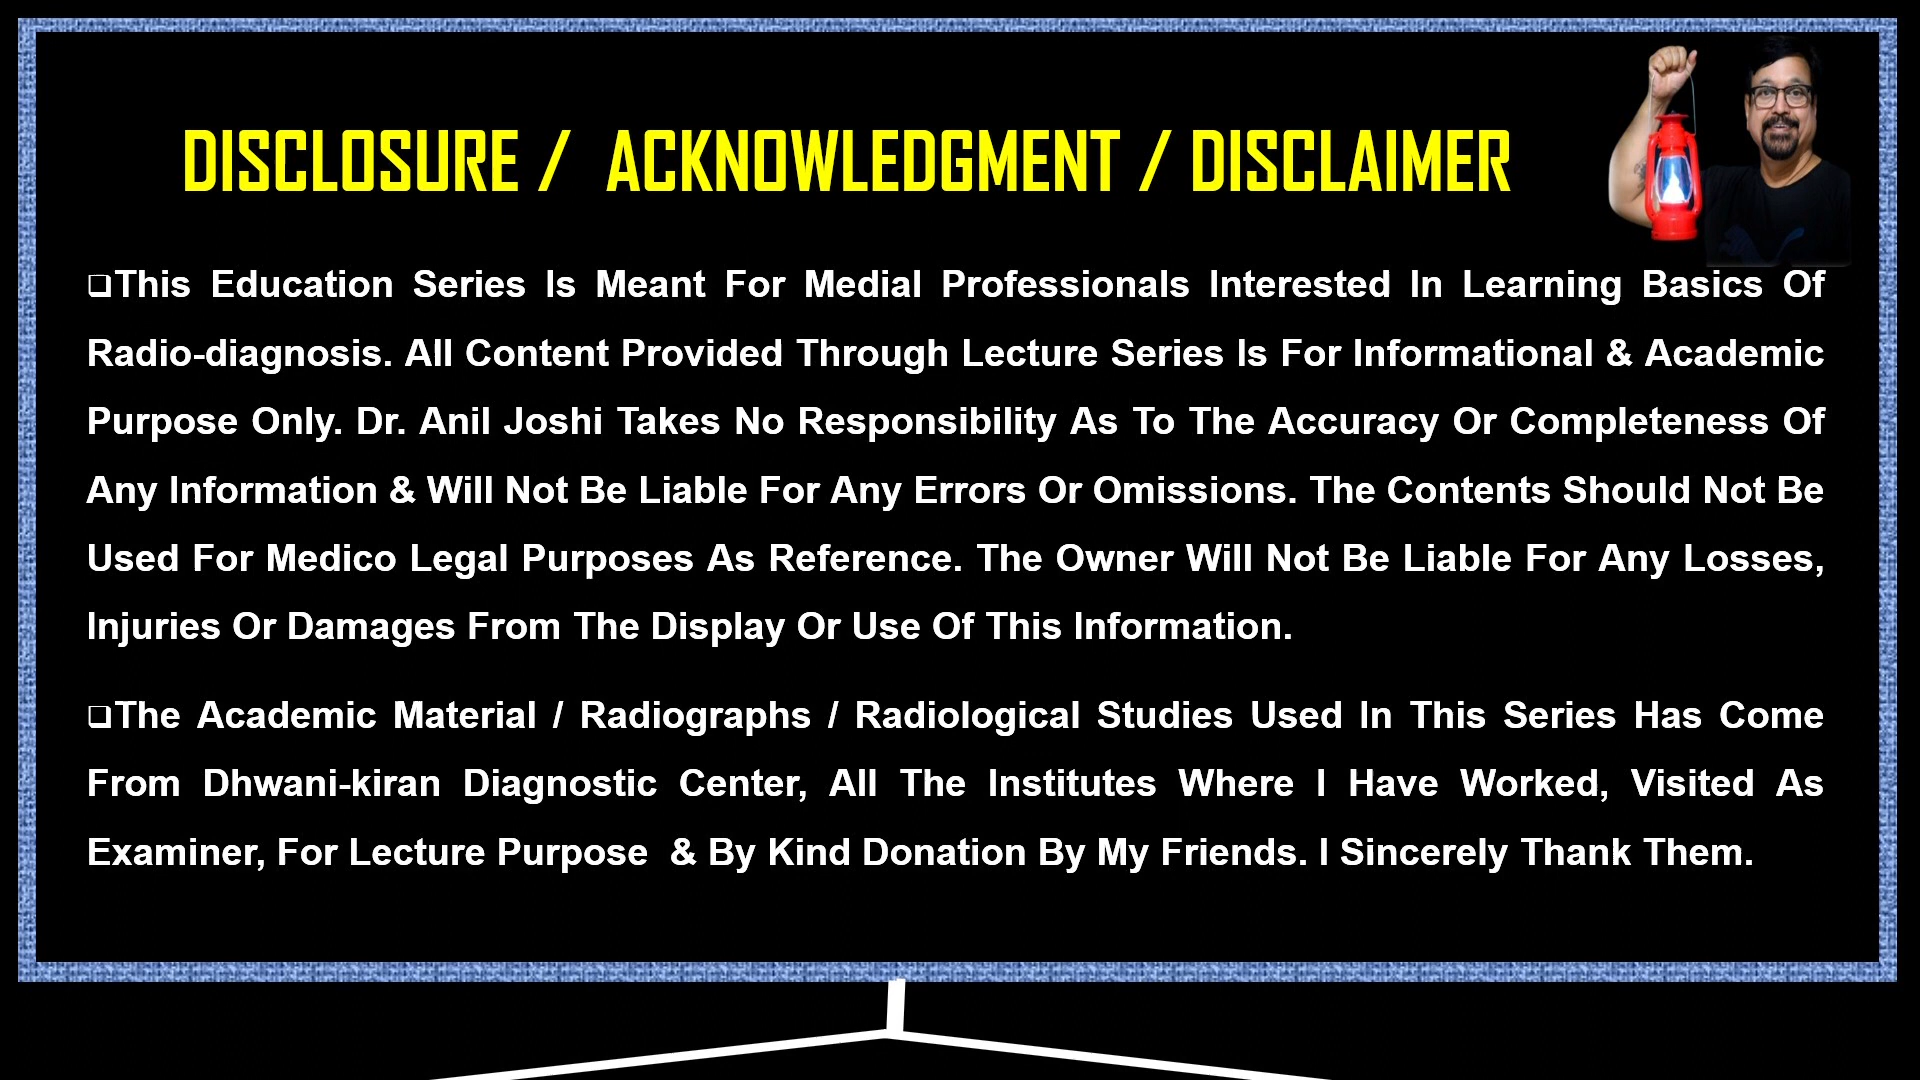 DISCLOSURE / ACKNOWLEDGMENT / DISCLAIMER
❑This Education Series Is Meant For Medial Professionals Interested In Learning Basics Of
Radio-diagnosis. All Content Provided Through Lecture Series Is For Informational & Academic
Purpose Only. Dr. Anil Joshi Takes No Responsibility As To The Accuracy Or Completeness Of
Any Information & Will Not Be Liable For Any Errors Or Omissions. The Contents Should Not Be
Used For Medico Legal Purposes As Reference. The Owner Will Not Be Liable For Any Losses,
Injuries Or Damages From The Display Or Use Of This Information.
❑The Academic Material / Radiographs / Radiological Studies Used In This Series Has Come
From Dhwani-kiran Diagnostic Center, All The Institutes Where I Have Worked, Visited As
Examiner, For Lecture Purpose & By Kind Donation By My Friends. I Sincerely Thank Them.